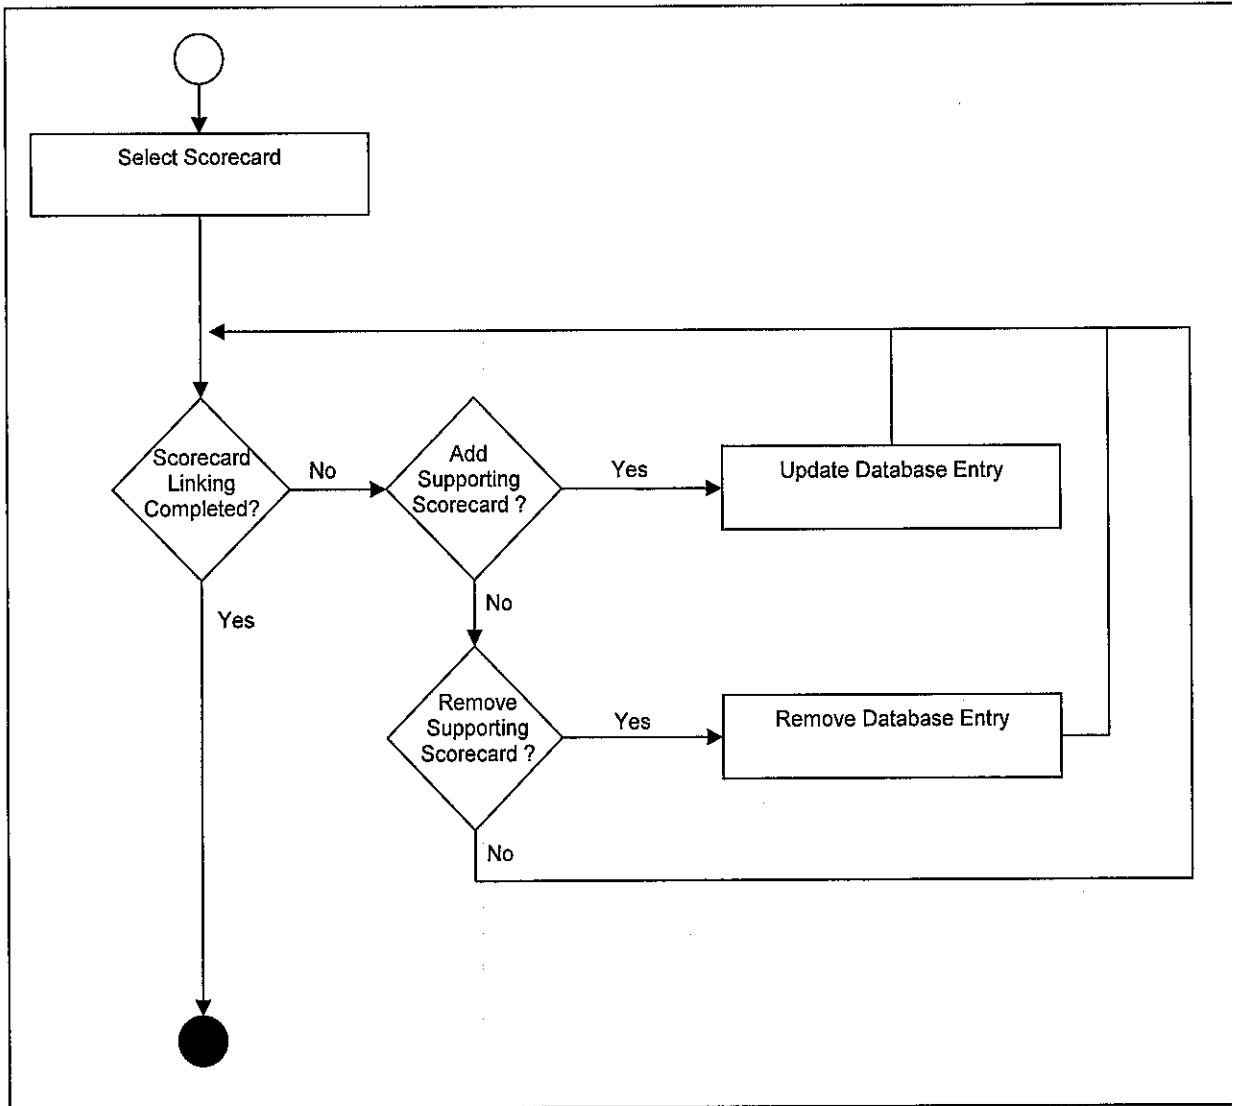 Select Scorecard
Scorecard
Linking
Completed?
No
Add
Supporting
Scorecard ?
Yes
Update Database Entry
Yes
No
Remove
Supporting
Scorecard ?
Yes
Remove Database Entry
No